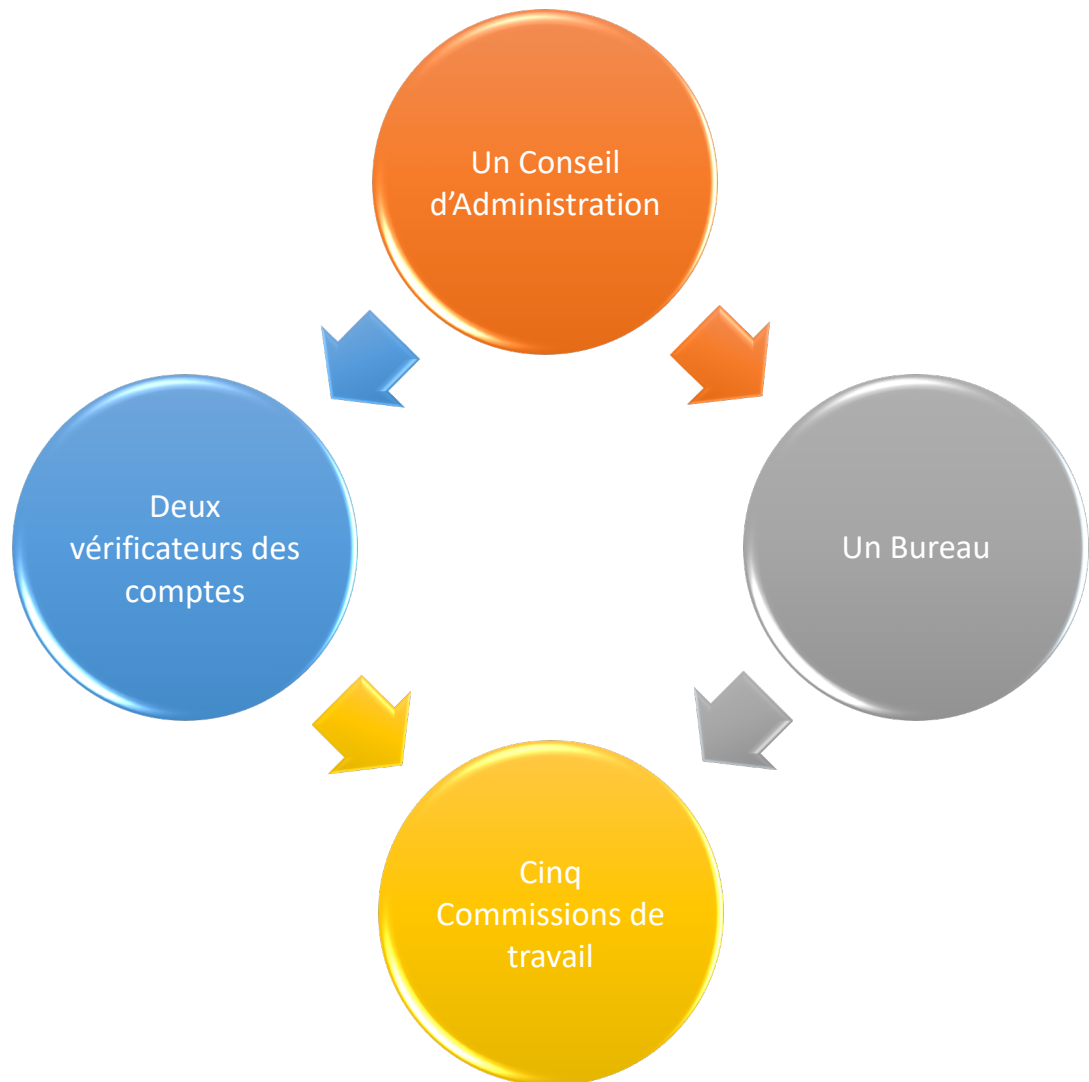 Un Conseil
d’Administration
Deux
vérificateurs des
comptes
Un Bureau
Cinq
Commissions de
travail